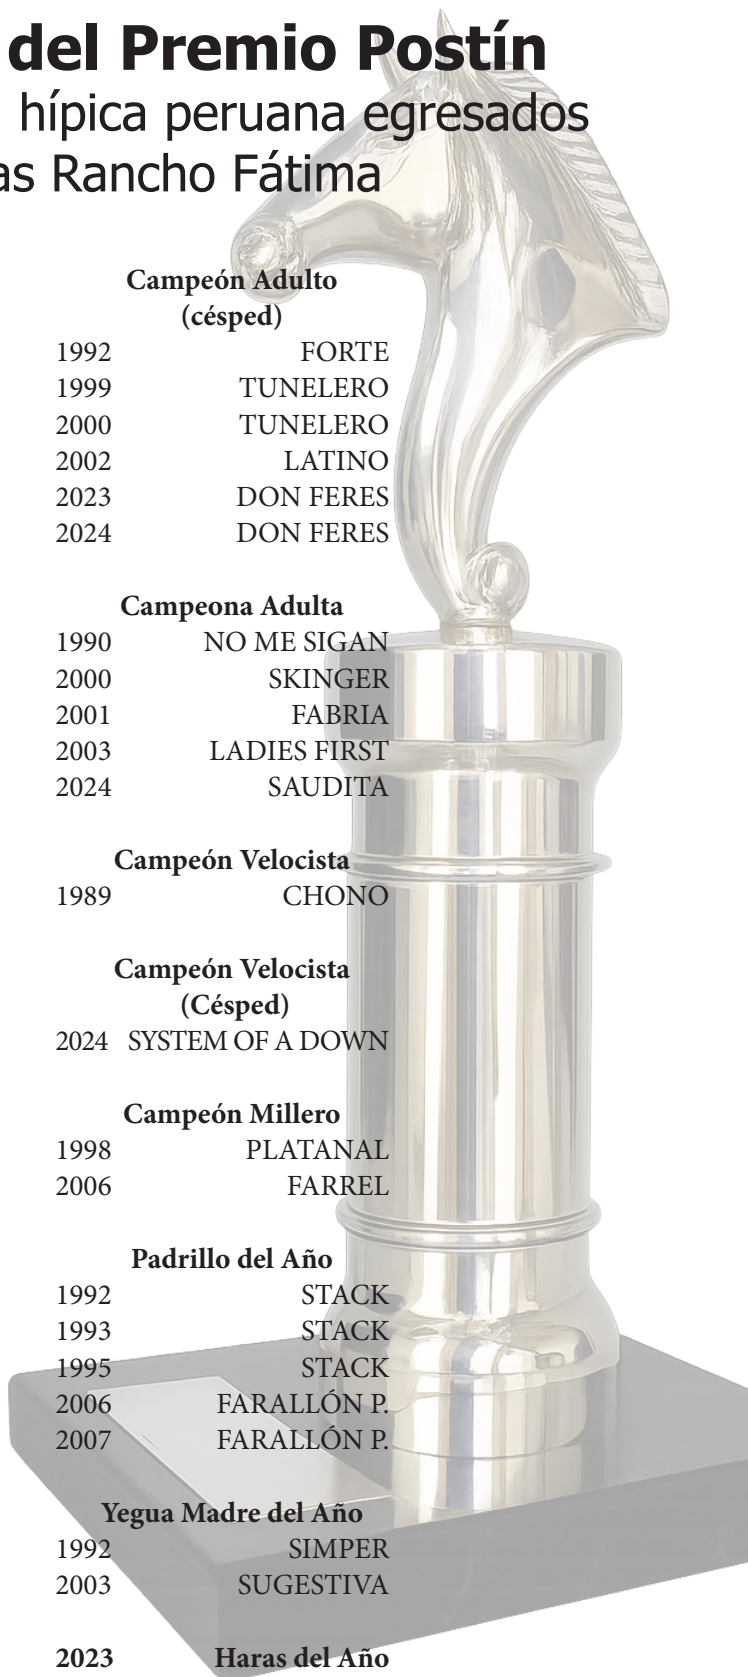 del Premio Postín
hípica peruana egresados
as Rancho Fátima
Campeón Adulto
(césped)
1992 FORTE
1999 TUNELERO
2000 TUNELERO
2002 LATINO
2023 DON FERES
2024 DON FERES
Campeona Adulta
1990 NO ME SIGAN
2000 SKINGER
2001 FABRIA
2003 LADIES FIRST
2024 SAUDITA
Campeón Velocista
1989 CHONO
Campeón Velocista
(Césped)
2024 SYSTEM OF A DOWN
Campeón Millero
1998 PLATANAL
2006 FARREL
Padrillo del Año
1992 STACK
1993 STACK
1995 STACK
2006 FARALLÓN P.
2007 FARALLÓN P.
Yegua Madre del Año
1992 SIMPER
2003 SUGESTIVA
2023 Haras del Año